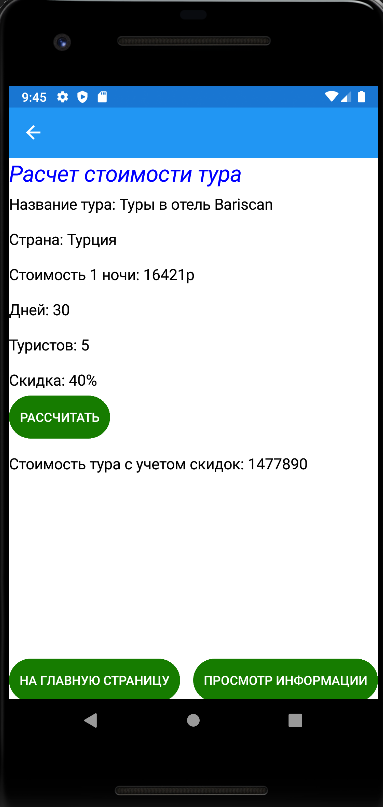 9:45
Расчет стоимости тура
Название тура: Туры в отель Bariscan
Страна: Турция
Стоимость 1 ночи: 16421р
Дней: 30
Туристов: 5
Скидка: 40%
РАССЧИТАТЬ
Стоимость тура с учетом скидок: 1477890
НА ГЛАВНУЮ СТРАНИЦУ ПРОСМОТР ИНФОРМАЦИИ